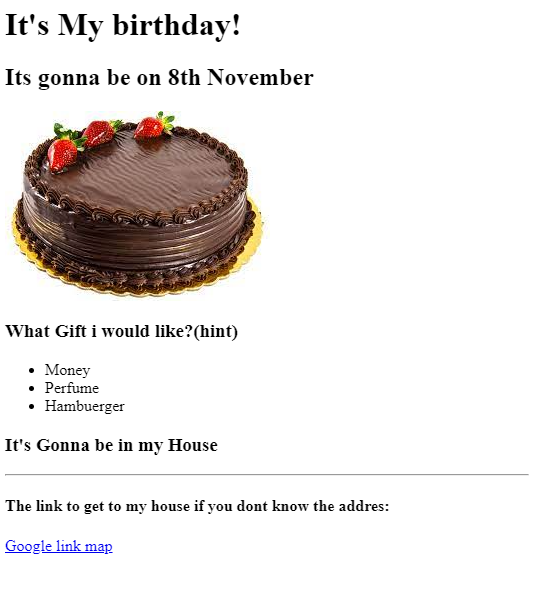 It's My birthday!
Its gonna be on 8th November
What Gift i would like?(hint)
Money
Perfume
Hambuerger
It's Gonna be in my House
The link to get to my house if you dont know the addres:
Google link map